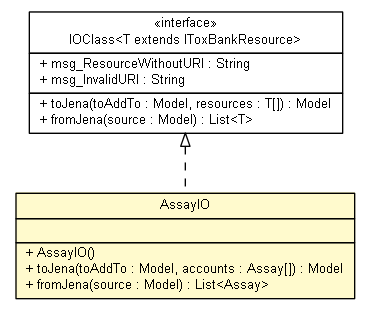 «interface»
IOClass<T extends IToxBankResource>
+ msg_ResourceWithoutURI : String
+ msg_InvalidURI : String
+ toJena(toAddTo : Model, resources : T[]) : Model
+ fromJena(source : Model) : List<T>
AssayIO
+ AssayIO()
+ toJena(toAddTo : Model, accounts : Assay[]) : Model
+ fromJena(source : Model) : List<Assay>